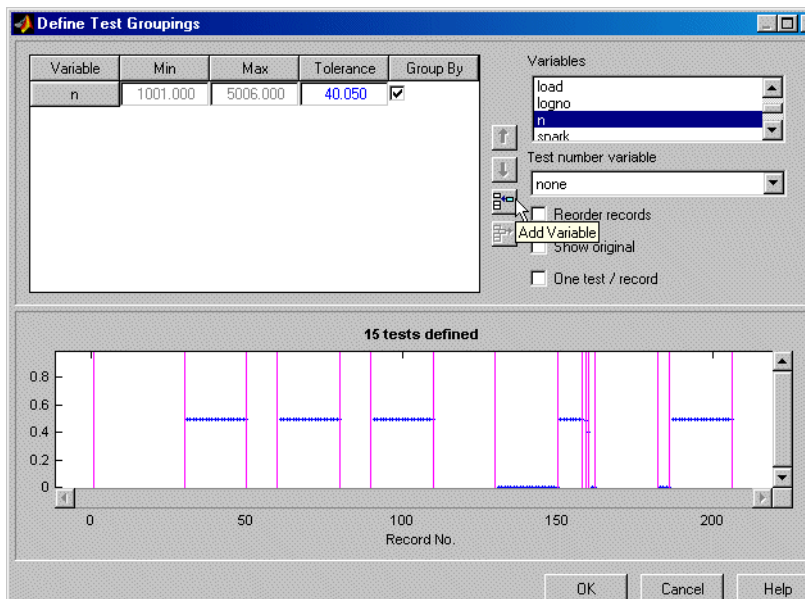 Define Test Groupings
Variable Min Max Tolerance Group By
n 1001.000 5006.000 40.050
Variables
load
logno
n
spark
Test number variable
none
Reorder records
Add Variable
Show original
One test / record
15 tests defined
0.8
0.6
0.4
0.2
0
0 50 100 150 200
Record No.
OK Cancel Help